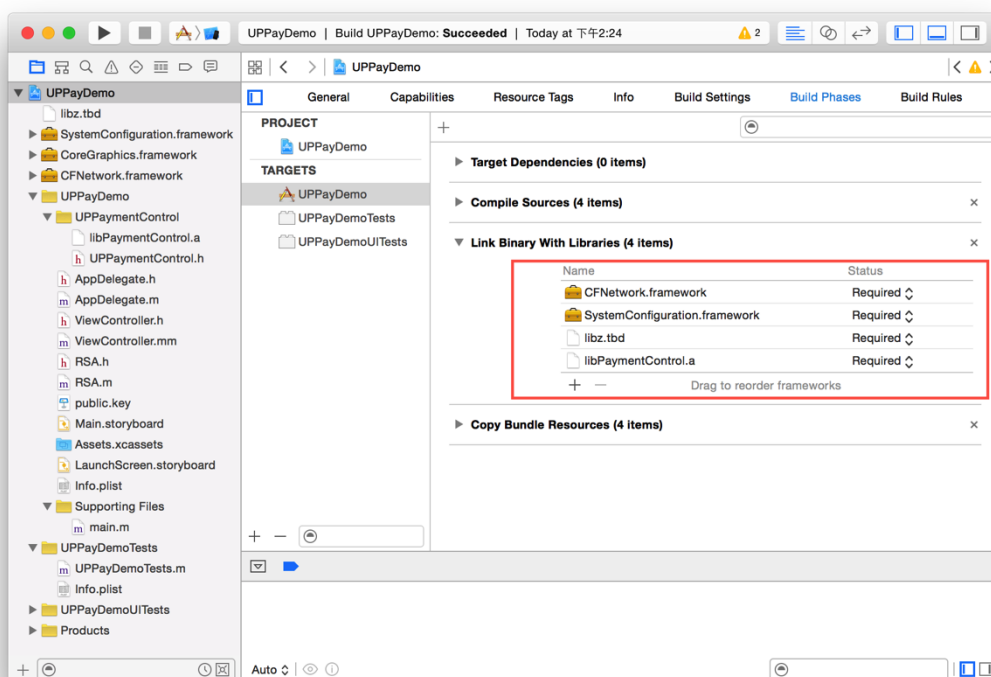 UPPayDemo | Build UPPayDemo: Succeeded | Today at 下午2:24
2
UPPayDemo
UPPayDemo
General Capabilities Resource Tags Info Build Settings Build Phases Build Rules
libz.tbd
SystemConfiguration.framework
CoreGraphics.framework
CFNetwork.framework
UPPayDemo
UPPaymentControl
libPaymentControl.a
h UPPaymentControl.h
h AppDelegate.h
m AppDelegate.m
h ViewController.h
m ViewController.mm
h RSA.h
m RSA.m
public.key
Main.storyboard
Assets.xcassets
LaunchScreen.storyboard
Info.plist
Supporting Files
m main.m
UPPayDemoTests
m UPPayDemoTests.m
Info.plist
UPPayDemoUITests
Products
PROJECT
UPPayDemo
TARGETS
UPPayDemo
UPPayDemoTests
UPPayDemoUITests
Target Dependencies (0 items)
Compile Sources (4 items)
Link Binary With Libraries (4 items)
Name Status
CFNetwork.framework Required
SystemConfiguration.framework Required
libz.tbd Required
libPaymentControl.a Required
Drag to reorder frameworks
Copy Bundle Resources (4 items)
Auto